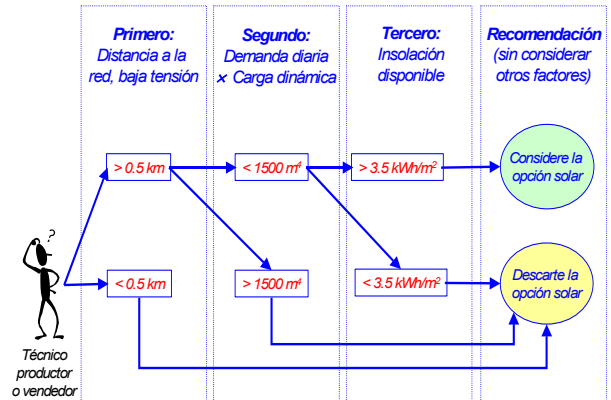 Primero:
Distancia a la
red, baja tensión
Segundo:
Demanda diaria
× Carga dinámica
Tercero:
Insolación
disponible
Recomendación
(sin considerar
otros factores)
> 0.5 km
< 1500 m⁴
> 3.5 kWh/m²
Considere la
opción solar
?
< 0.5 km
> 1500 m⁴
< 3.5 kWh/m²
Descarte la
opción solar
Técnico
productor
o vendedor